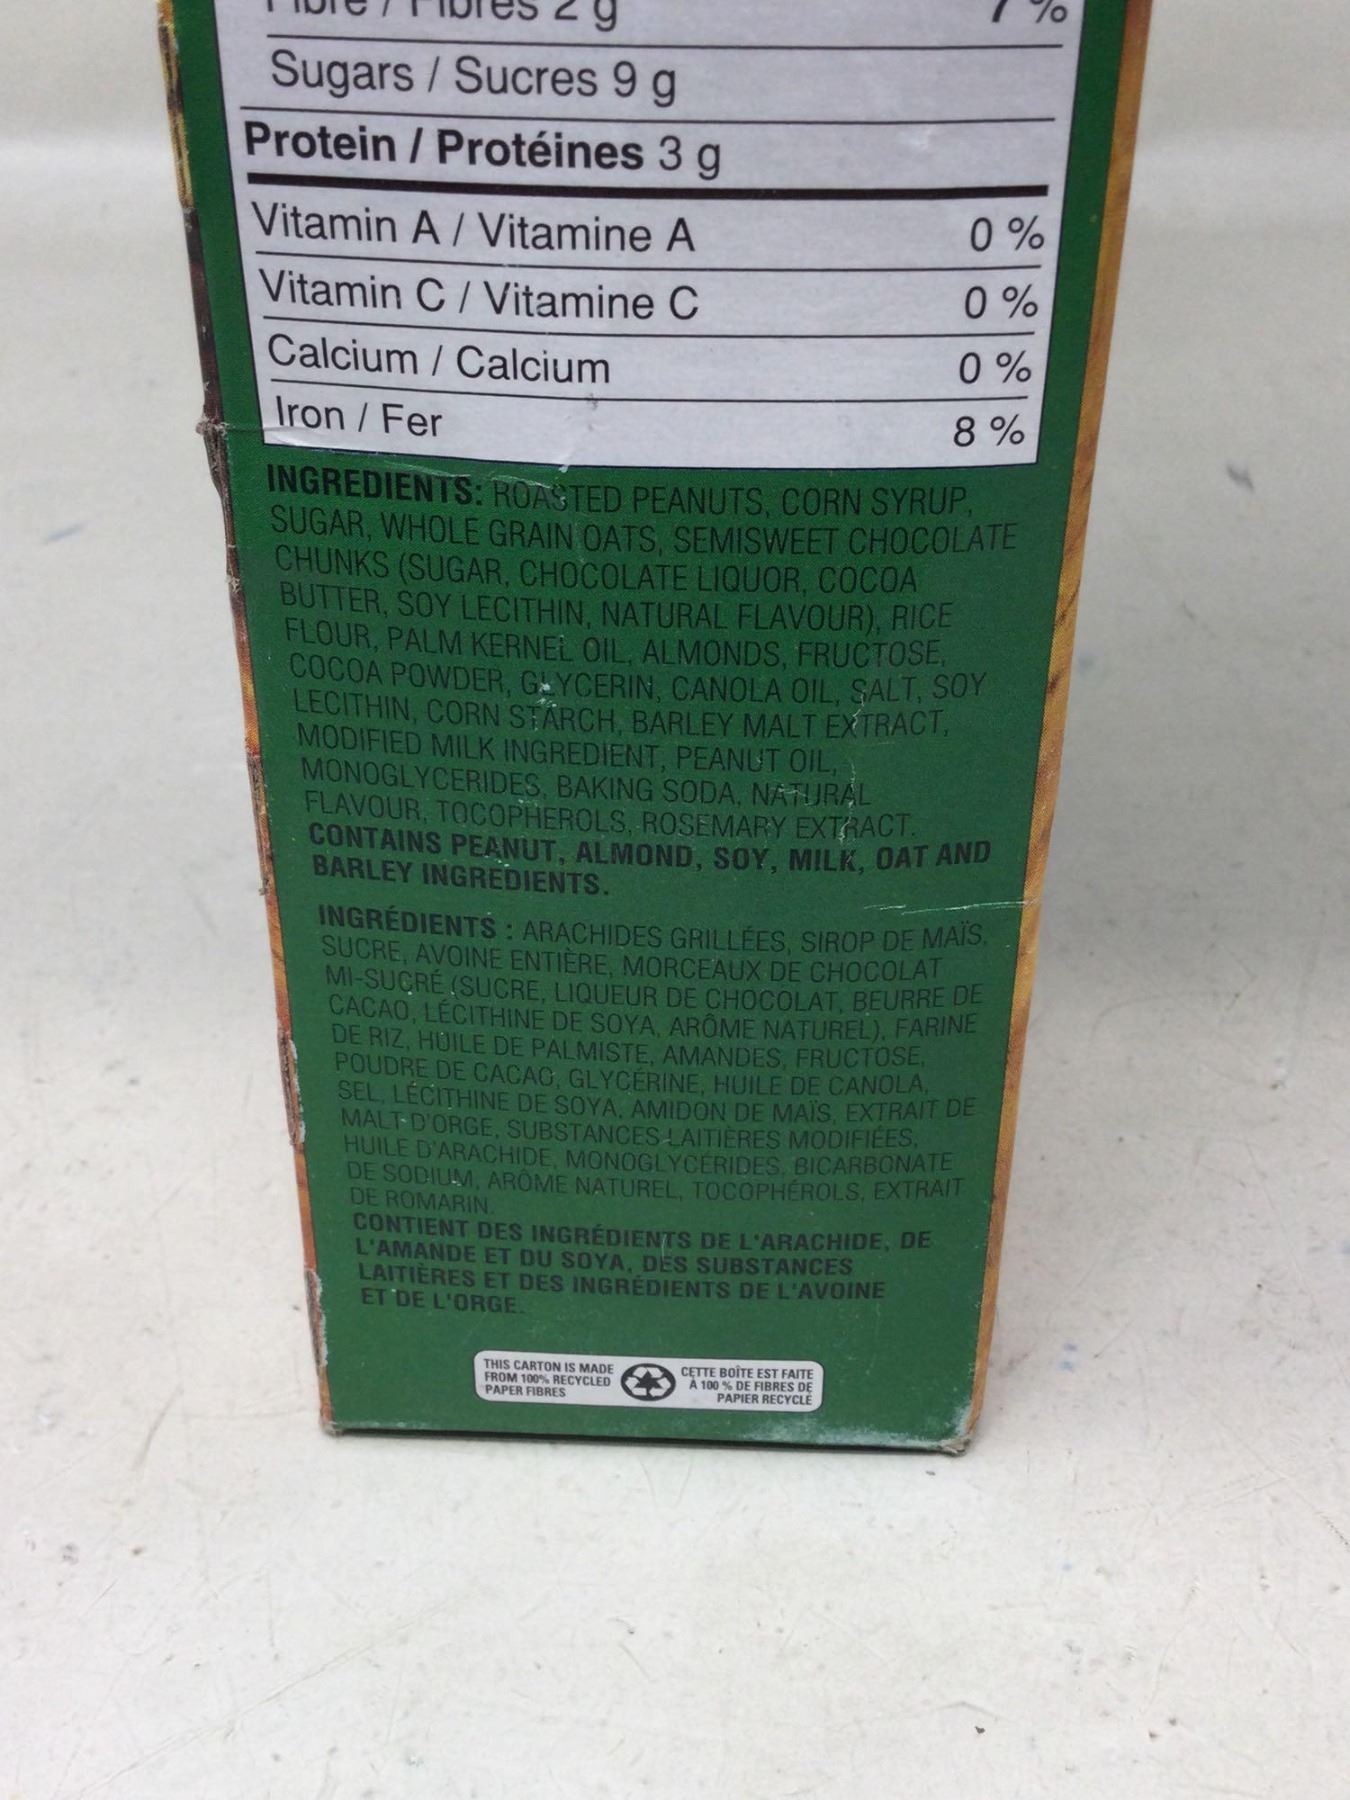 Fibre / Fibres 2 g 7 %
Sugars / Sucres 9 g
Protein / Protéines 3 g
Vitamin A / Vitamine A 0 %
Vitamin C / Vitamine C 0 %
Calcium / Calcium 0 %
Iron / Fer 8 %
INGREDIENTS: ROASTED PEANUTS, CORN SYRUP,
SUGAR, WHOLE GRAIN OATS, SEMISWEET CHOCOLATE
CHUNKS (SUGAR, CHOCOLATE LIQUOR, COCOA
BUTTER, SOY LECITHIN, NATURAL FLAVOUR), RICE
FLOUR, PALM KERNEL OIL, ALMONDS, FRUCTOSE,
COCOA POWDER, GLYCERIN, CANOLA OIL, SALT, SOY
LECITHIN, CORN STARCH, BARLEY MALT EXTRACT,
MODIFIED MILK INGREDIENT, PEANUT OIL,
MONOGLYCERIDES, BAKING SODA, NATURAL
FLAVOUR, TOCOPHEROLS, ROSEMARY EXTRACT.
CONTAINS PEANUT, ALMOND, SOY, MILK, OAT AND
BARLEY INGREDIENTS.
INGRÉDIENTS : ARACHIDES GRILLÉES, SIROP DE MAÏS,
SUCRE, AVOINE ENTIÈRE, MORCEAUX DE CHOCOLAT
MI-SUCRÉ (SUCRE, LIQUEUR DE CHOCOLAT, BEURRE DE
CACAO, LÉCITHINE DE SOYA, ARÔME NATUREL), FARINE
DE RIZ, HUILE DE PALMISTE, AMANDES, FRUCTOSE,
POUDRE DE CACAO, GLYCÉRINE, HUILE DE CANOLA,
SEL, LÉCITHINE DE SOYA, AMIDON DE MAÏS, EXTRAIT DE
MALT D'ORGE, SUBSTANCES LAITIÈRES MODIFIÉES,
HUILE D'ARACHIDE, MONOGLYCÉRIDES, BICARBONATE
DE SODIUM, ARÔME NATUREL, TOCOPHÉROLS, EXTRAIT
DE ROMARIN.
CONTIENT DES INGRÉDIENTS DE L'ARACHIDE, DE
L'AMANDE ET DU SOYA, DES SUBSTANCES
LAITIÈRES ET DES INGRÉDIENTS DE L'AVOINE
ET DE L'ORGE.
THIS CARTON IS MADE
FROM 100% RECYCLED
PAPER FIBRES
CETTE BOÎTE EST FAITE
À 100 % DE FIBRES DE
PAPIER RECYCLÉ